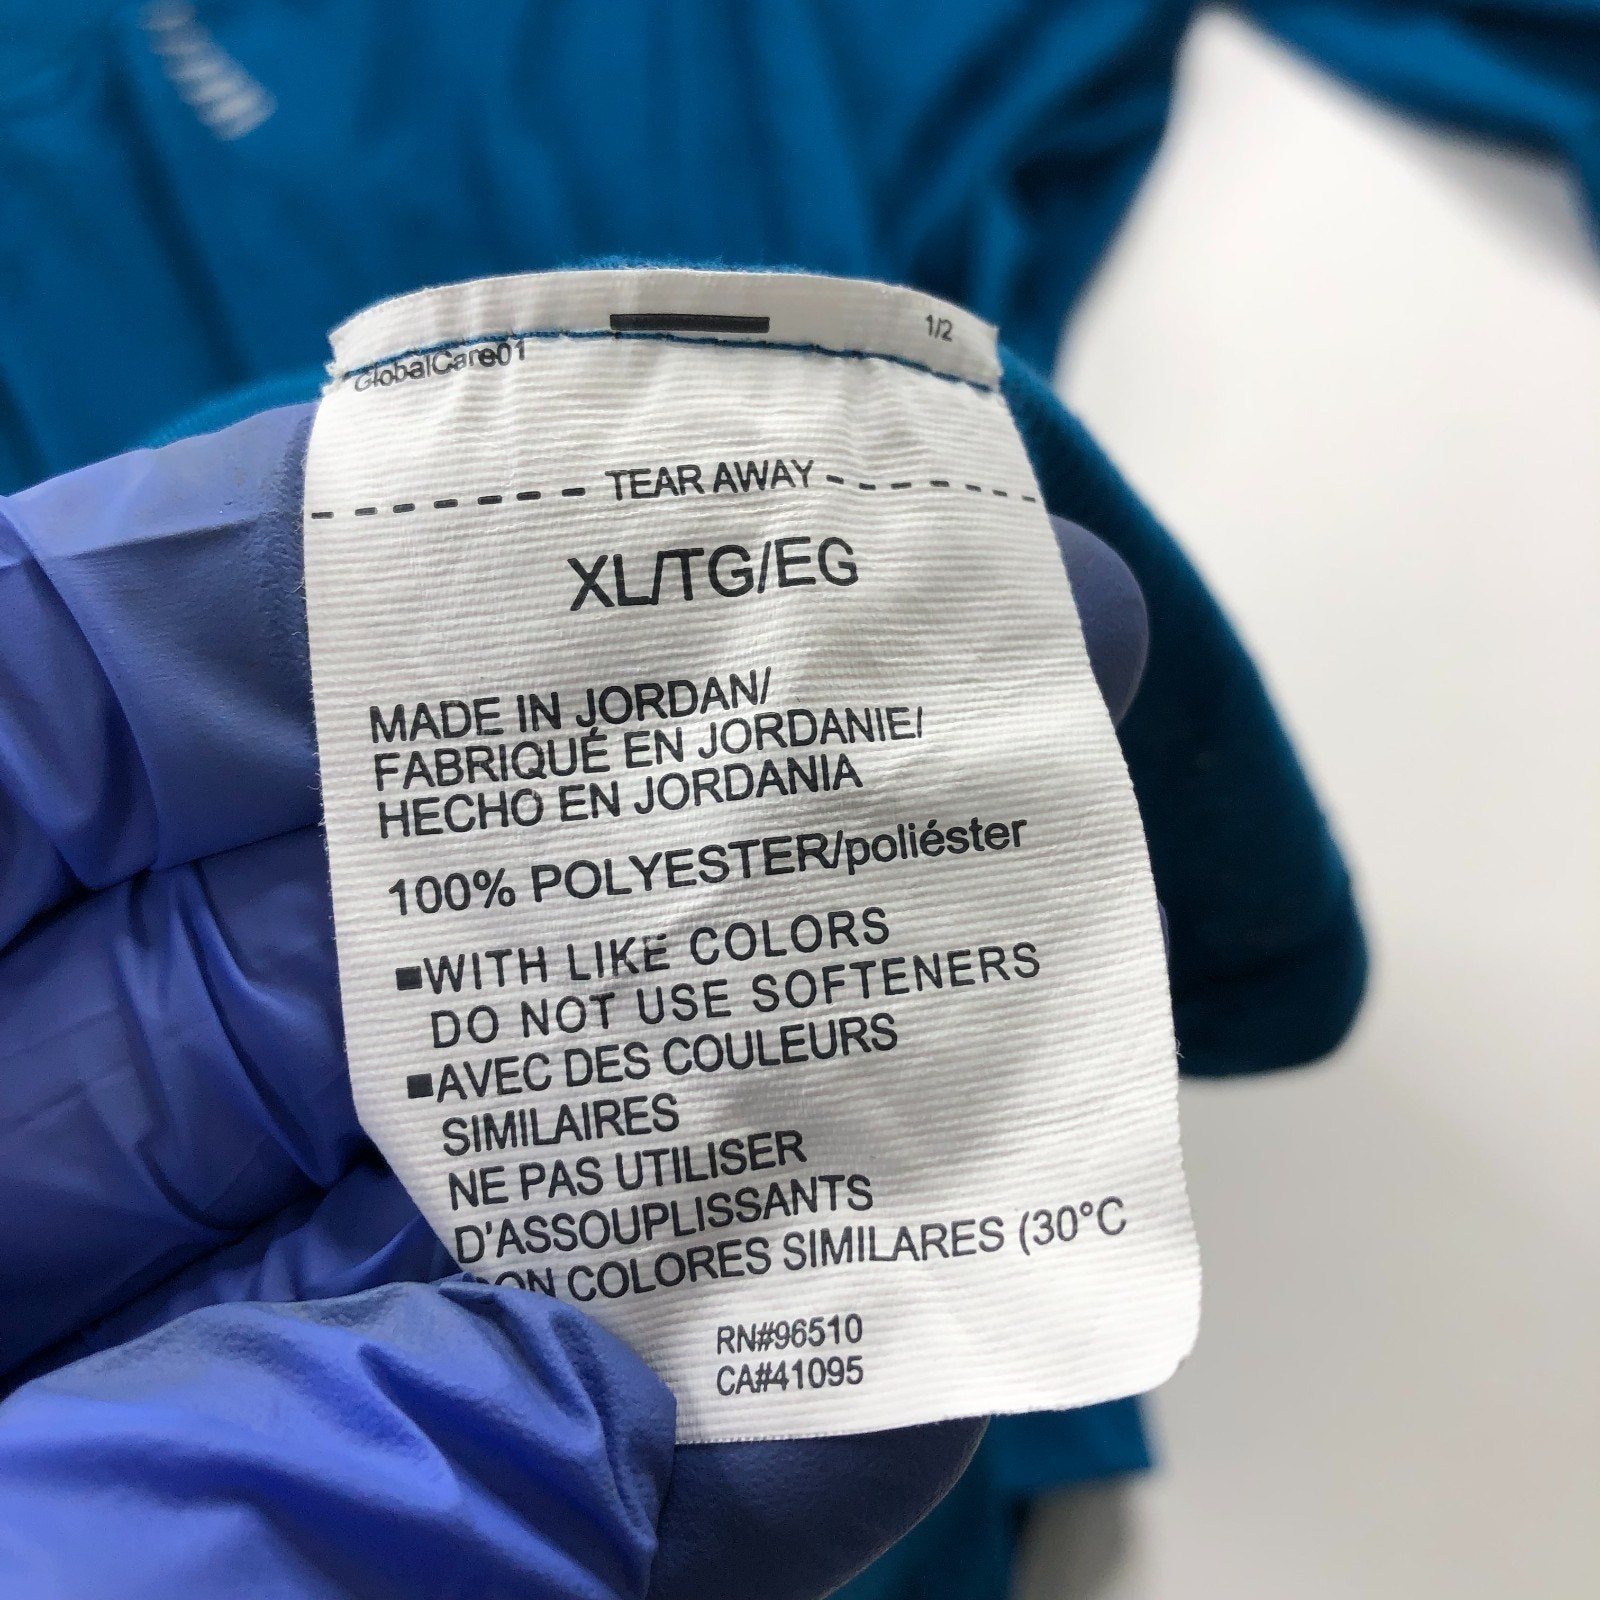 1/2
GlobalCare01
TEAR AWAY
XL/TG/EG
MADE IN JORDAN/
FABRIQUÉ EN JORDANIE/
HECHO EN JORDANIA
100% POLYESTER/poliéster
■WITH LIKE COLORS
DO NOT USE SOFTENERS
■AVEC DES COULEURS
SIMILAIRES
NE PAS UTILISER
D'ASSOUPLISSANTS
COLORES SIMILARES (30°C
RN#96510
CA#41095